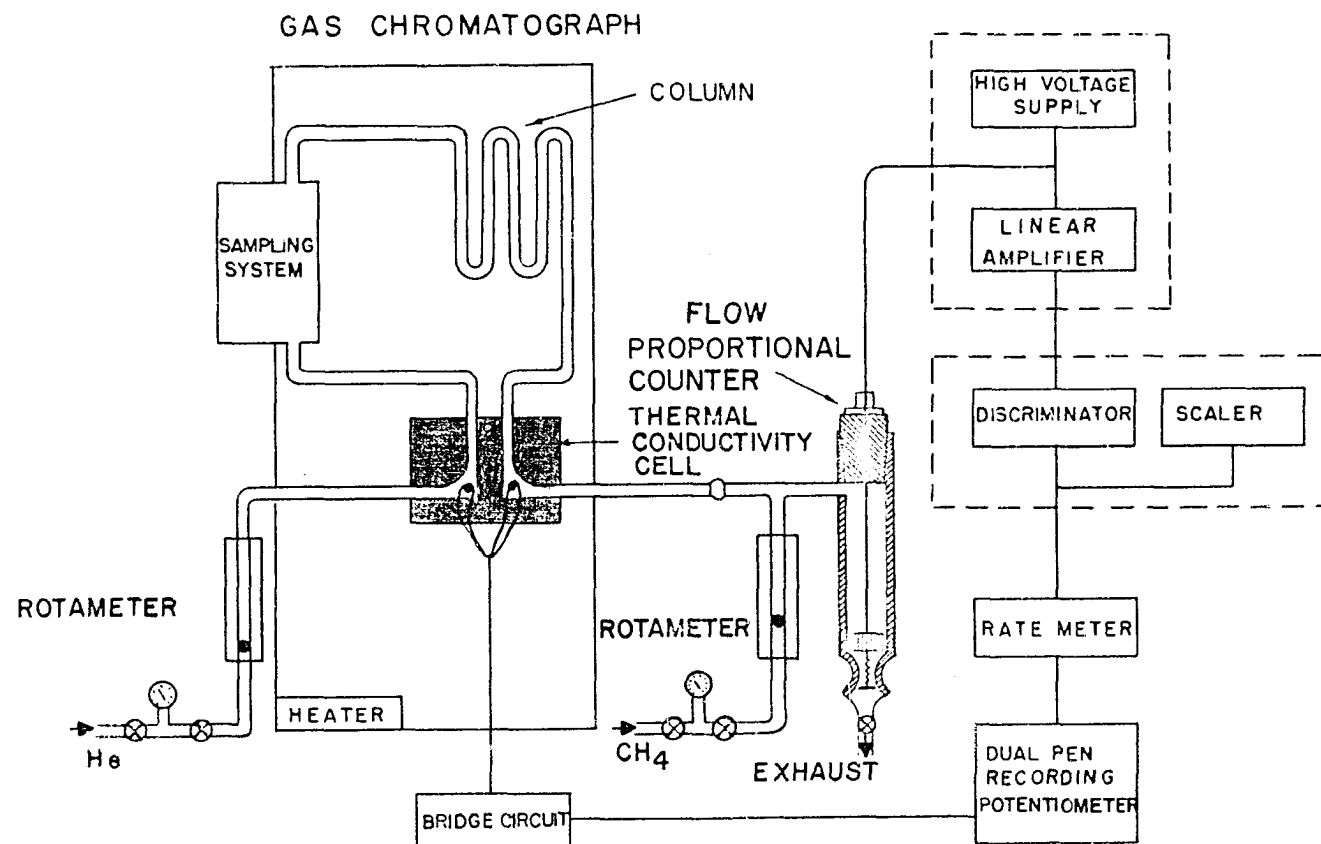 GAS CHROMATOGRAPH
COLUMN
HIGH VOLTAGE
SUPPLY
SAMPLING
SYSTEM
LINEAR
AMPLIFIER
FLOW
PROPORTIONAL
COUNTER
THERMAL
CONDUCTIVITY
CELL
DISCRIMINATOR
SCALER
ROTAMETER
ROTAMETER
RATE METER
HEATER
He
CH4
EXHAUST
DUAL PEN
RECORDING
POTENTIOMETER
BRIDGE CIRCUIT